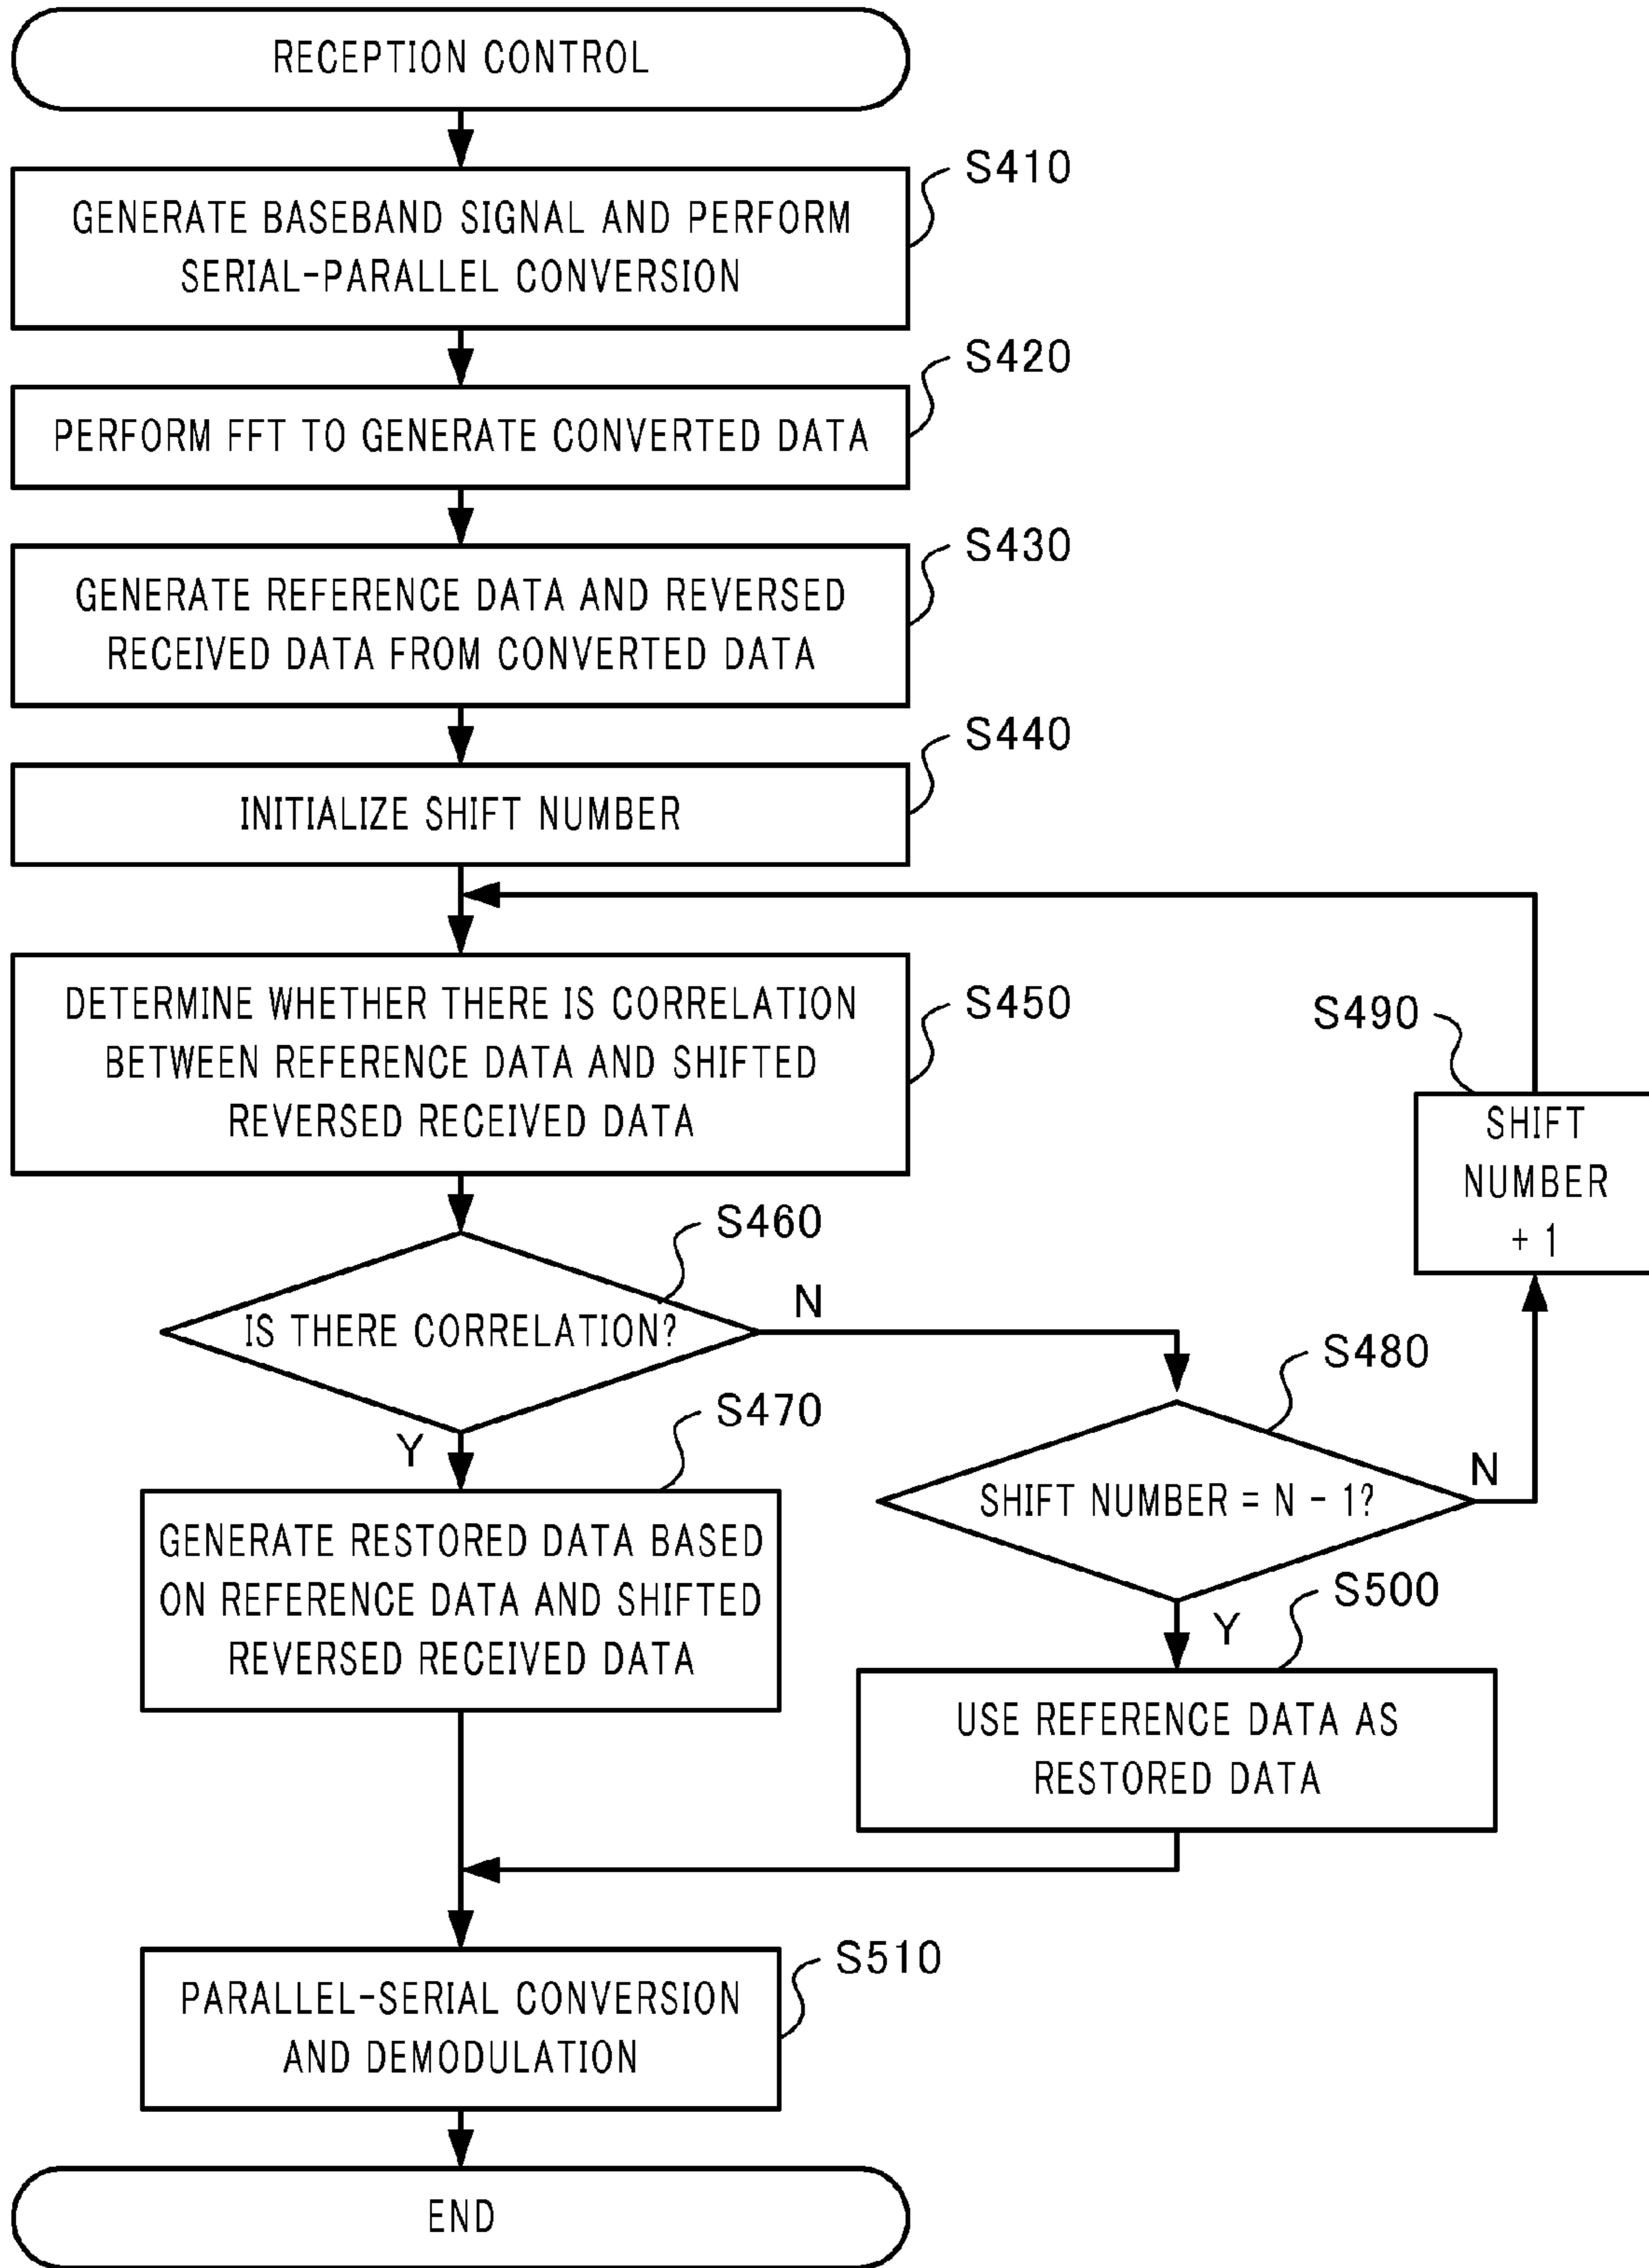 RECEPTION CONTROL
S410
GENERATE BASEBAND SIGNAL AND PERFORM
SERIAL-PARALLEL CONVERSION
S420
PERFORM FFT TO GENERATE CONVERTED DATA
S430
GENERATE REFERENCE DATA AND REVERSED
RECEIVED DATA FROM CONVERTED DATA
S440
INITIALIZE SHIFT NUMBER
S450
DETERMINE WHETHER THERE IS CORRELATION
BETWEEN REFERENCE DATA AND SHIFTED
REVERSED RECEIVED DATA
S490
SHIFT
NUMBER
+ 1
S460
IS THERE CORRELATION?
N
Y
S480
SHIFT NUMBER = N - 1?
N
Y
S470
GENERATE RESTORED DATA BASED
ON REFERENCE DATA AND SHIFTED
REVERSED RECEIVED DATA
S500
USE REFERENCE DATA AS
RESTORED DATA
S510
PARALLEL-SERIAL CONVERSION
AND DEMODULATION
END